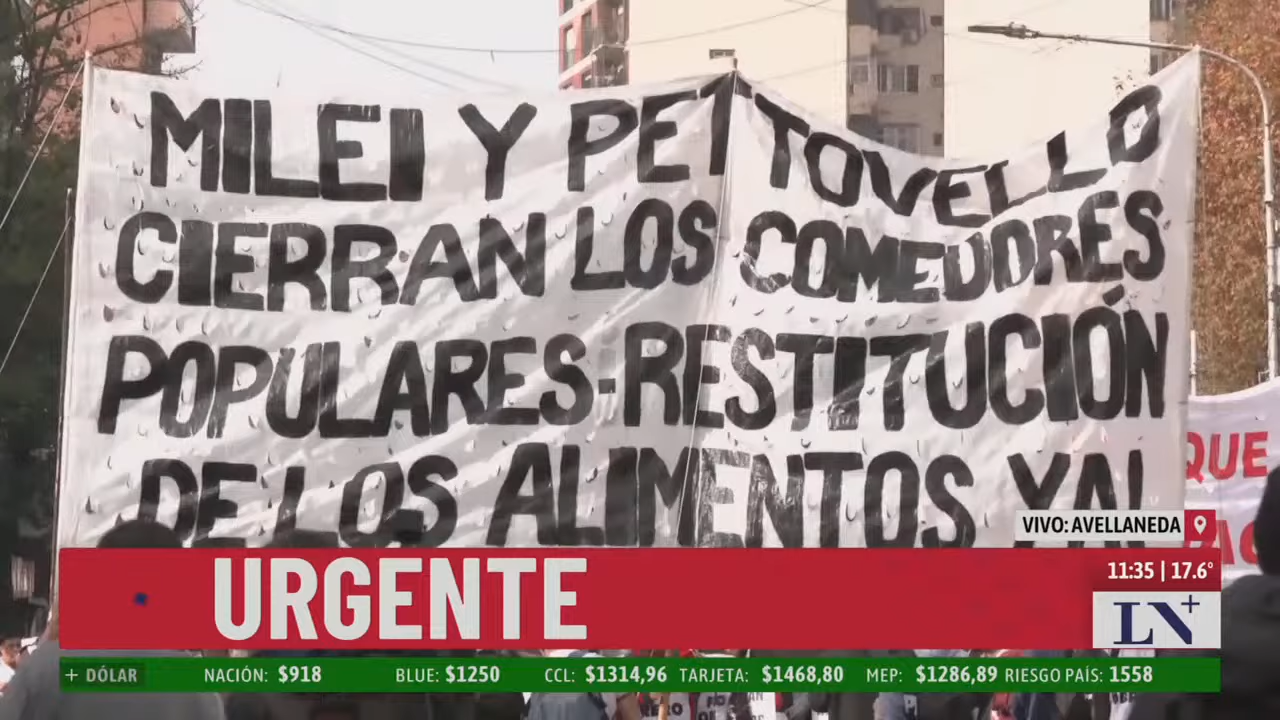 MILEI Y PETTOVELLO
CIERRAN LOS COMEDORES
POPULARES-RESTITUCIÓN
DE LOS ALIMENTOS YA!
QUE
VIVO: AVELLANEDA
URGENTE
11:35 | 17.6°
LN+
+ DÓLAR NACIÓN: $918 BLUE: $1250 CCL: $1314,96 TARJETA: $1468,80 MEP: $1286,89 RIESGO PAÍS: 1558